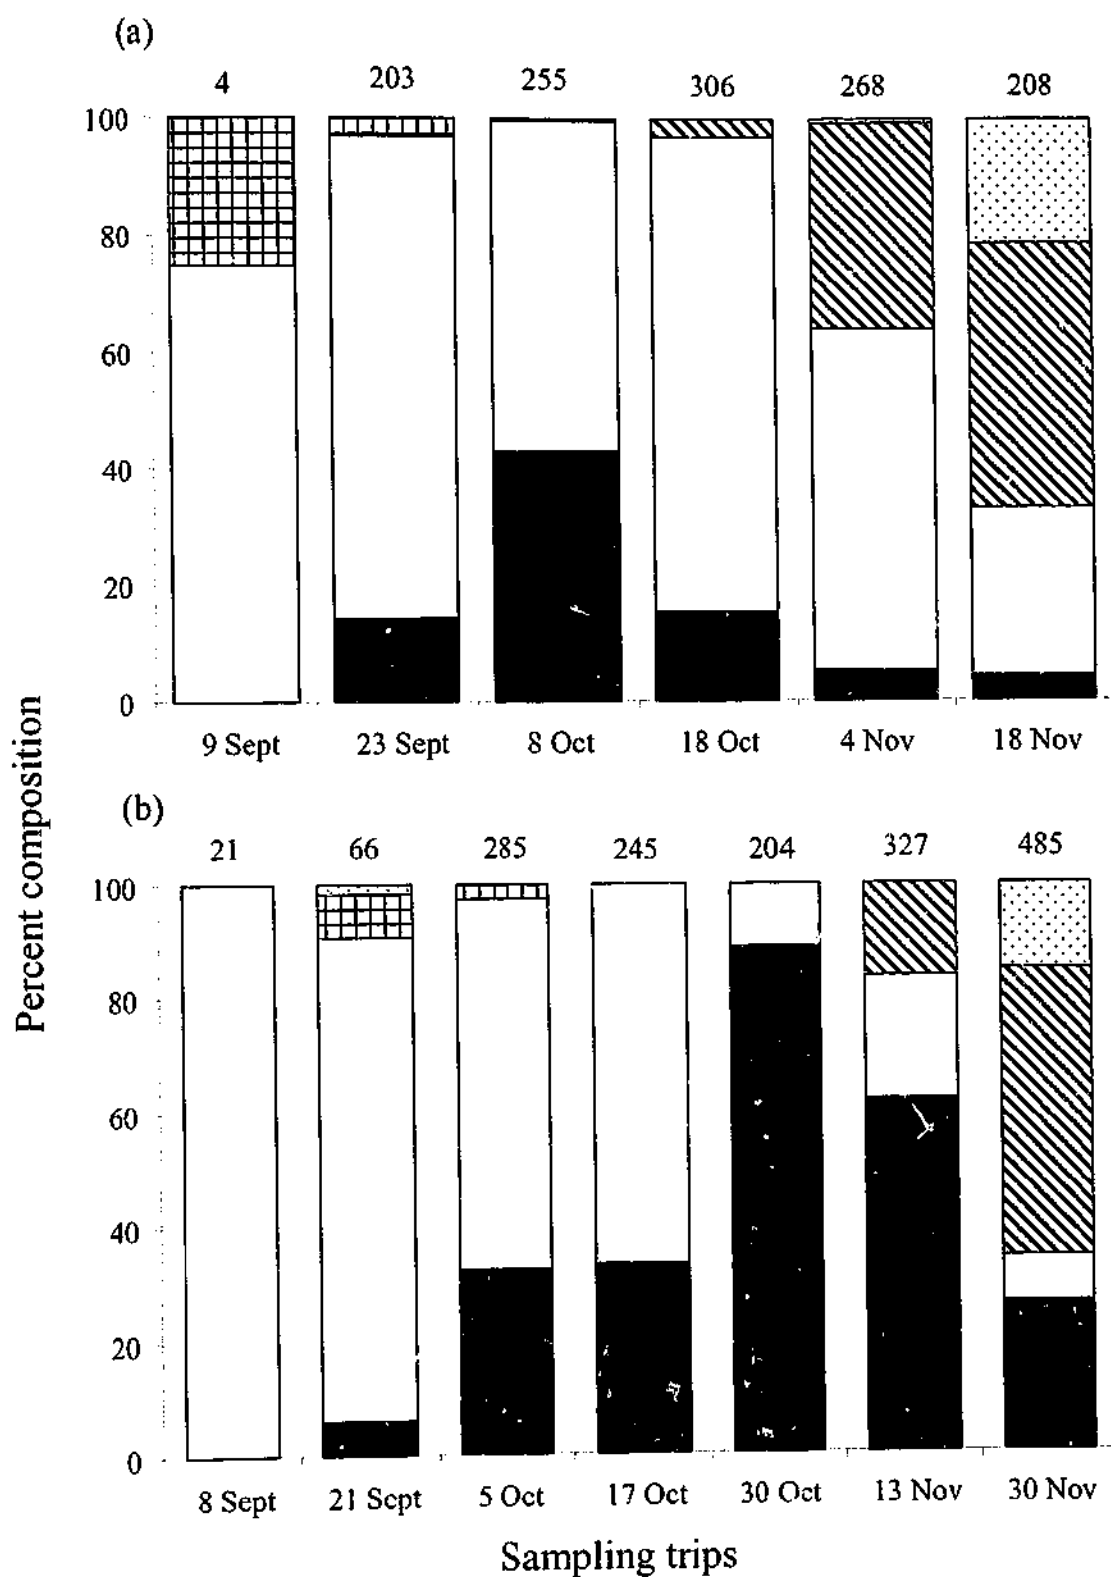 (a)
4 203 255 306 268 208
100
80
60
40
20
0
9 Sept 23 Sept 8 Oct 18 Oct 4 Nov 18 Nov
Percent composition
(b)
21 66 285 245 204 327 485
100
80
60
40
20
0
8 Sept 21 Sept 5 Oct 17 Oct 30 Oct 13 Nov 30 Nov
Sampling trips